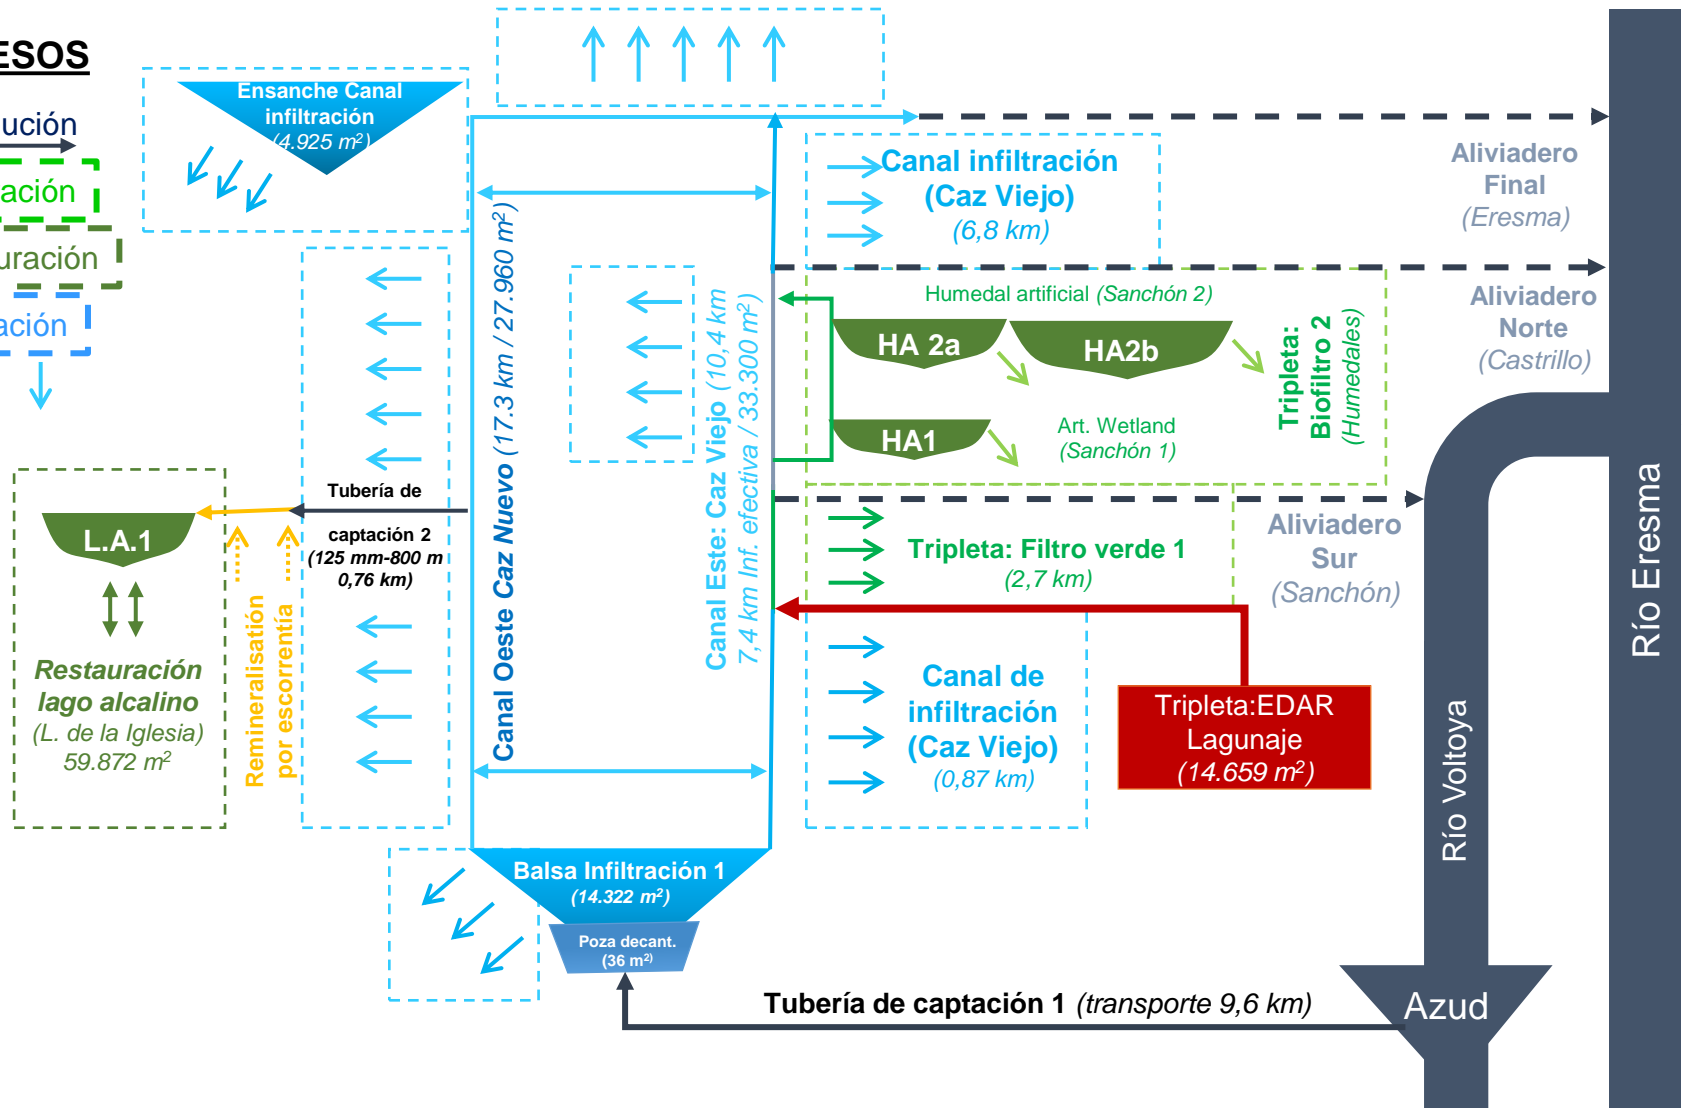 ESOS
ución
ación
uración
ación
Ensanche Canal
infiltración
(4.925 m²)
Canal infiltración
(Caz Viejo)
(6,8 km)
Aliviadero
Final
(Eresma)
Humedal artificial (Sanchón 2)
HA 2a
HA2b
HA1
Art. Wetland
(Sanchón 1)
Tripleta:
Biofiltro 2
(Humedales)
Aliviadero
Norte
(Castrillo)
Canal Oeste Caz Nuevo (17.3 km / 27.960 m²)
Canal Este: Caz Viejo (10,4 km
7,4 km Inf. efectiva / 33.300 m²)
Tubería de
captación 2
(125 mm-800 m
0,76 km)
L.A.1
Restauración
lago alcalino
(L. de la Iglesia)
59.872 m²
Remineralisatión
por escorrentía
Tripleta: Filtro verde 1
(2,7 km)
Aliviadero
Sur
(Sanchón)
Canal de
infiltración
(Caz Viejo)
(0,87 km)
Tripleta:EDAR
Lagunaje
(14.659 m²)
Río Voltoya
Río Eresma
Balsa Infiltración 1
(14.322 m²)
Poza decant.
(36 m²)
Tubería de captación 1 (transporte 9,6 km)
Azud